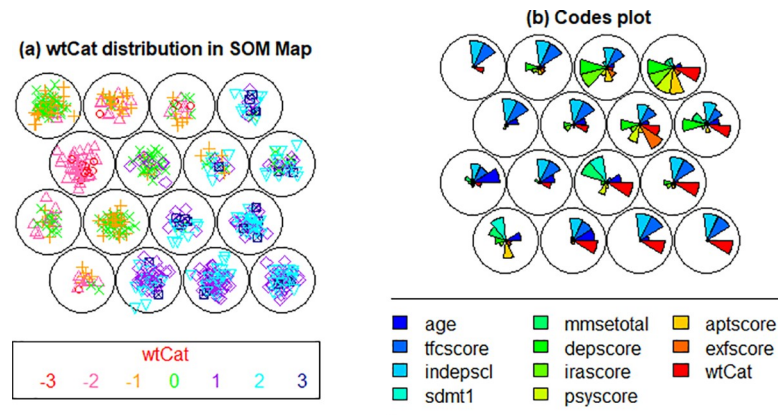 (a) wtCat distribution in SOM Map
wtCat
-3 -2 -1 0 1 2 3
(b) Codes plot
age
tfcscore
indepscl
sdmt1
mmsetotal
depscore
irascore
psyscore
aptscore
exfscore
wtCat